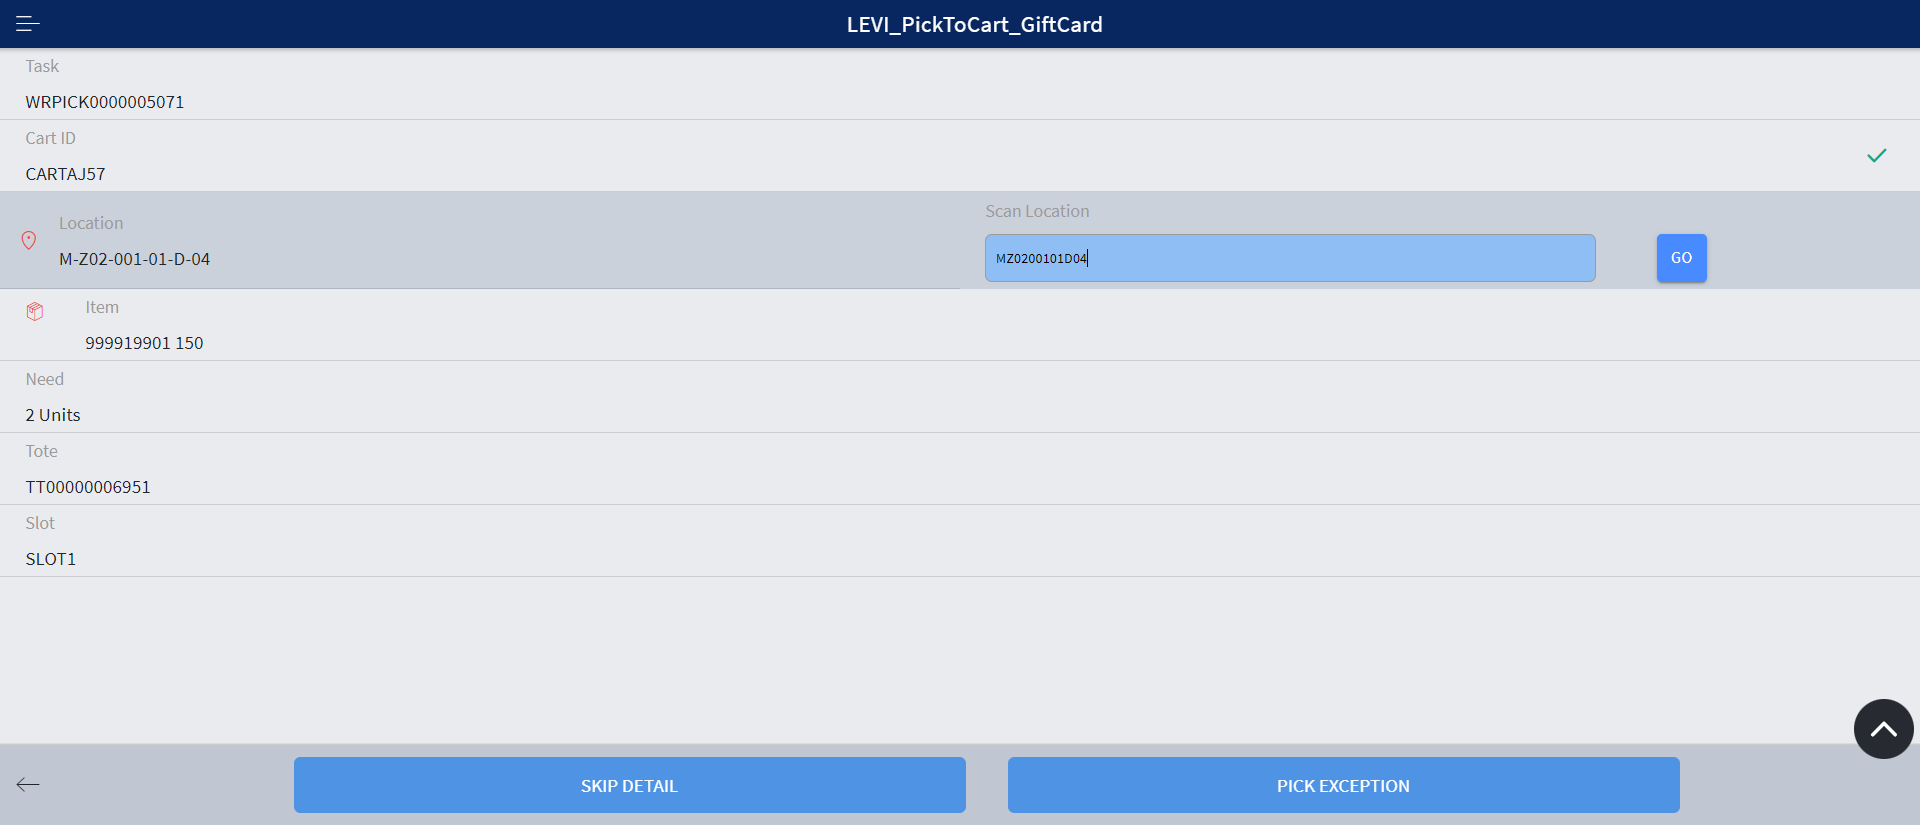 LEVI_PickToCart_GiftCard
Task
WRPICK0000005071
Cart ID
CARTAJ57
Location
M-Z02-001-01-D-04
Scan Location
MZ0200101D04
GO
Item
999919901 150
Need
2 Units
Tote
TT00000006951
Slot
SLOT1
SKIP DETAIL
PICK EXCEPTION